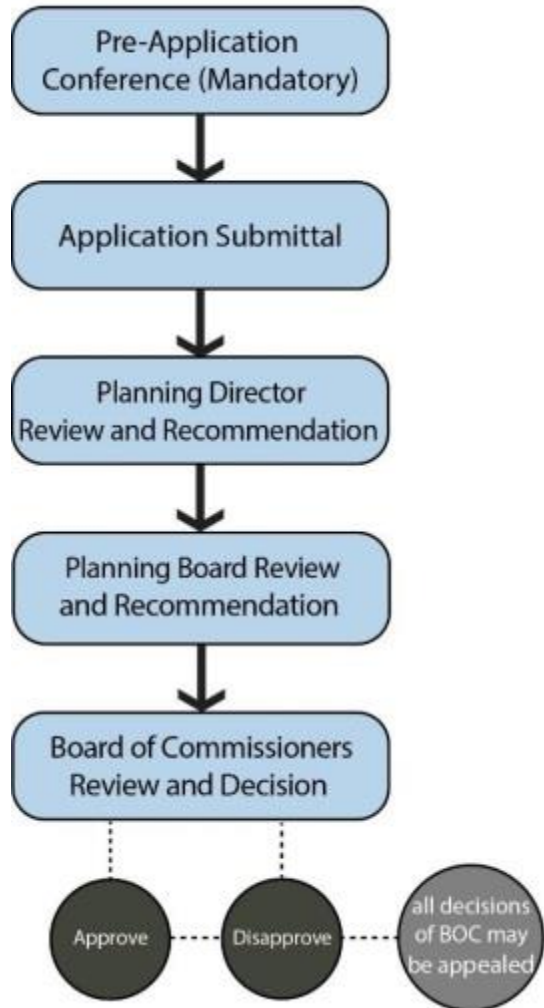 Pre-Application
Conference (Mandatory)
Application Submittal
Planning Director
Review and Recommendation
Planning Board Review
and Recommendation
Board of Commissioners
Review and Decision
Approve
Disapprove
all decisions
of BOC may
be appealed